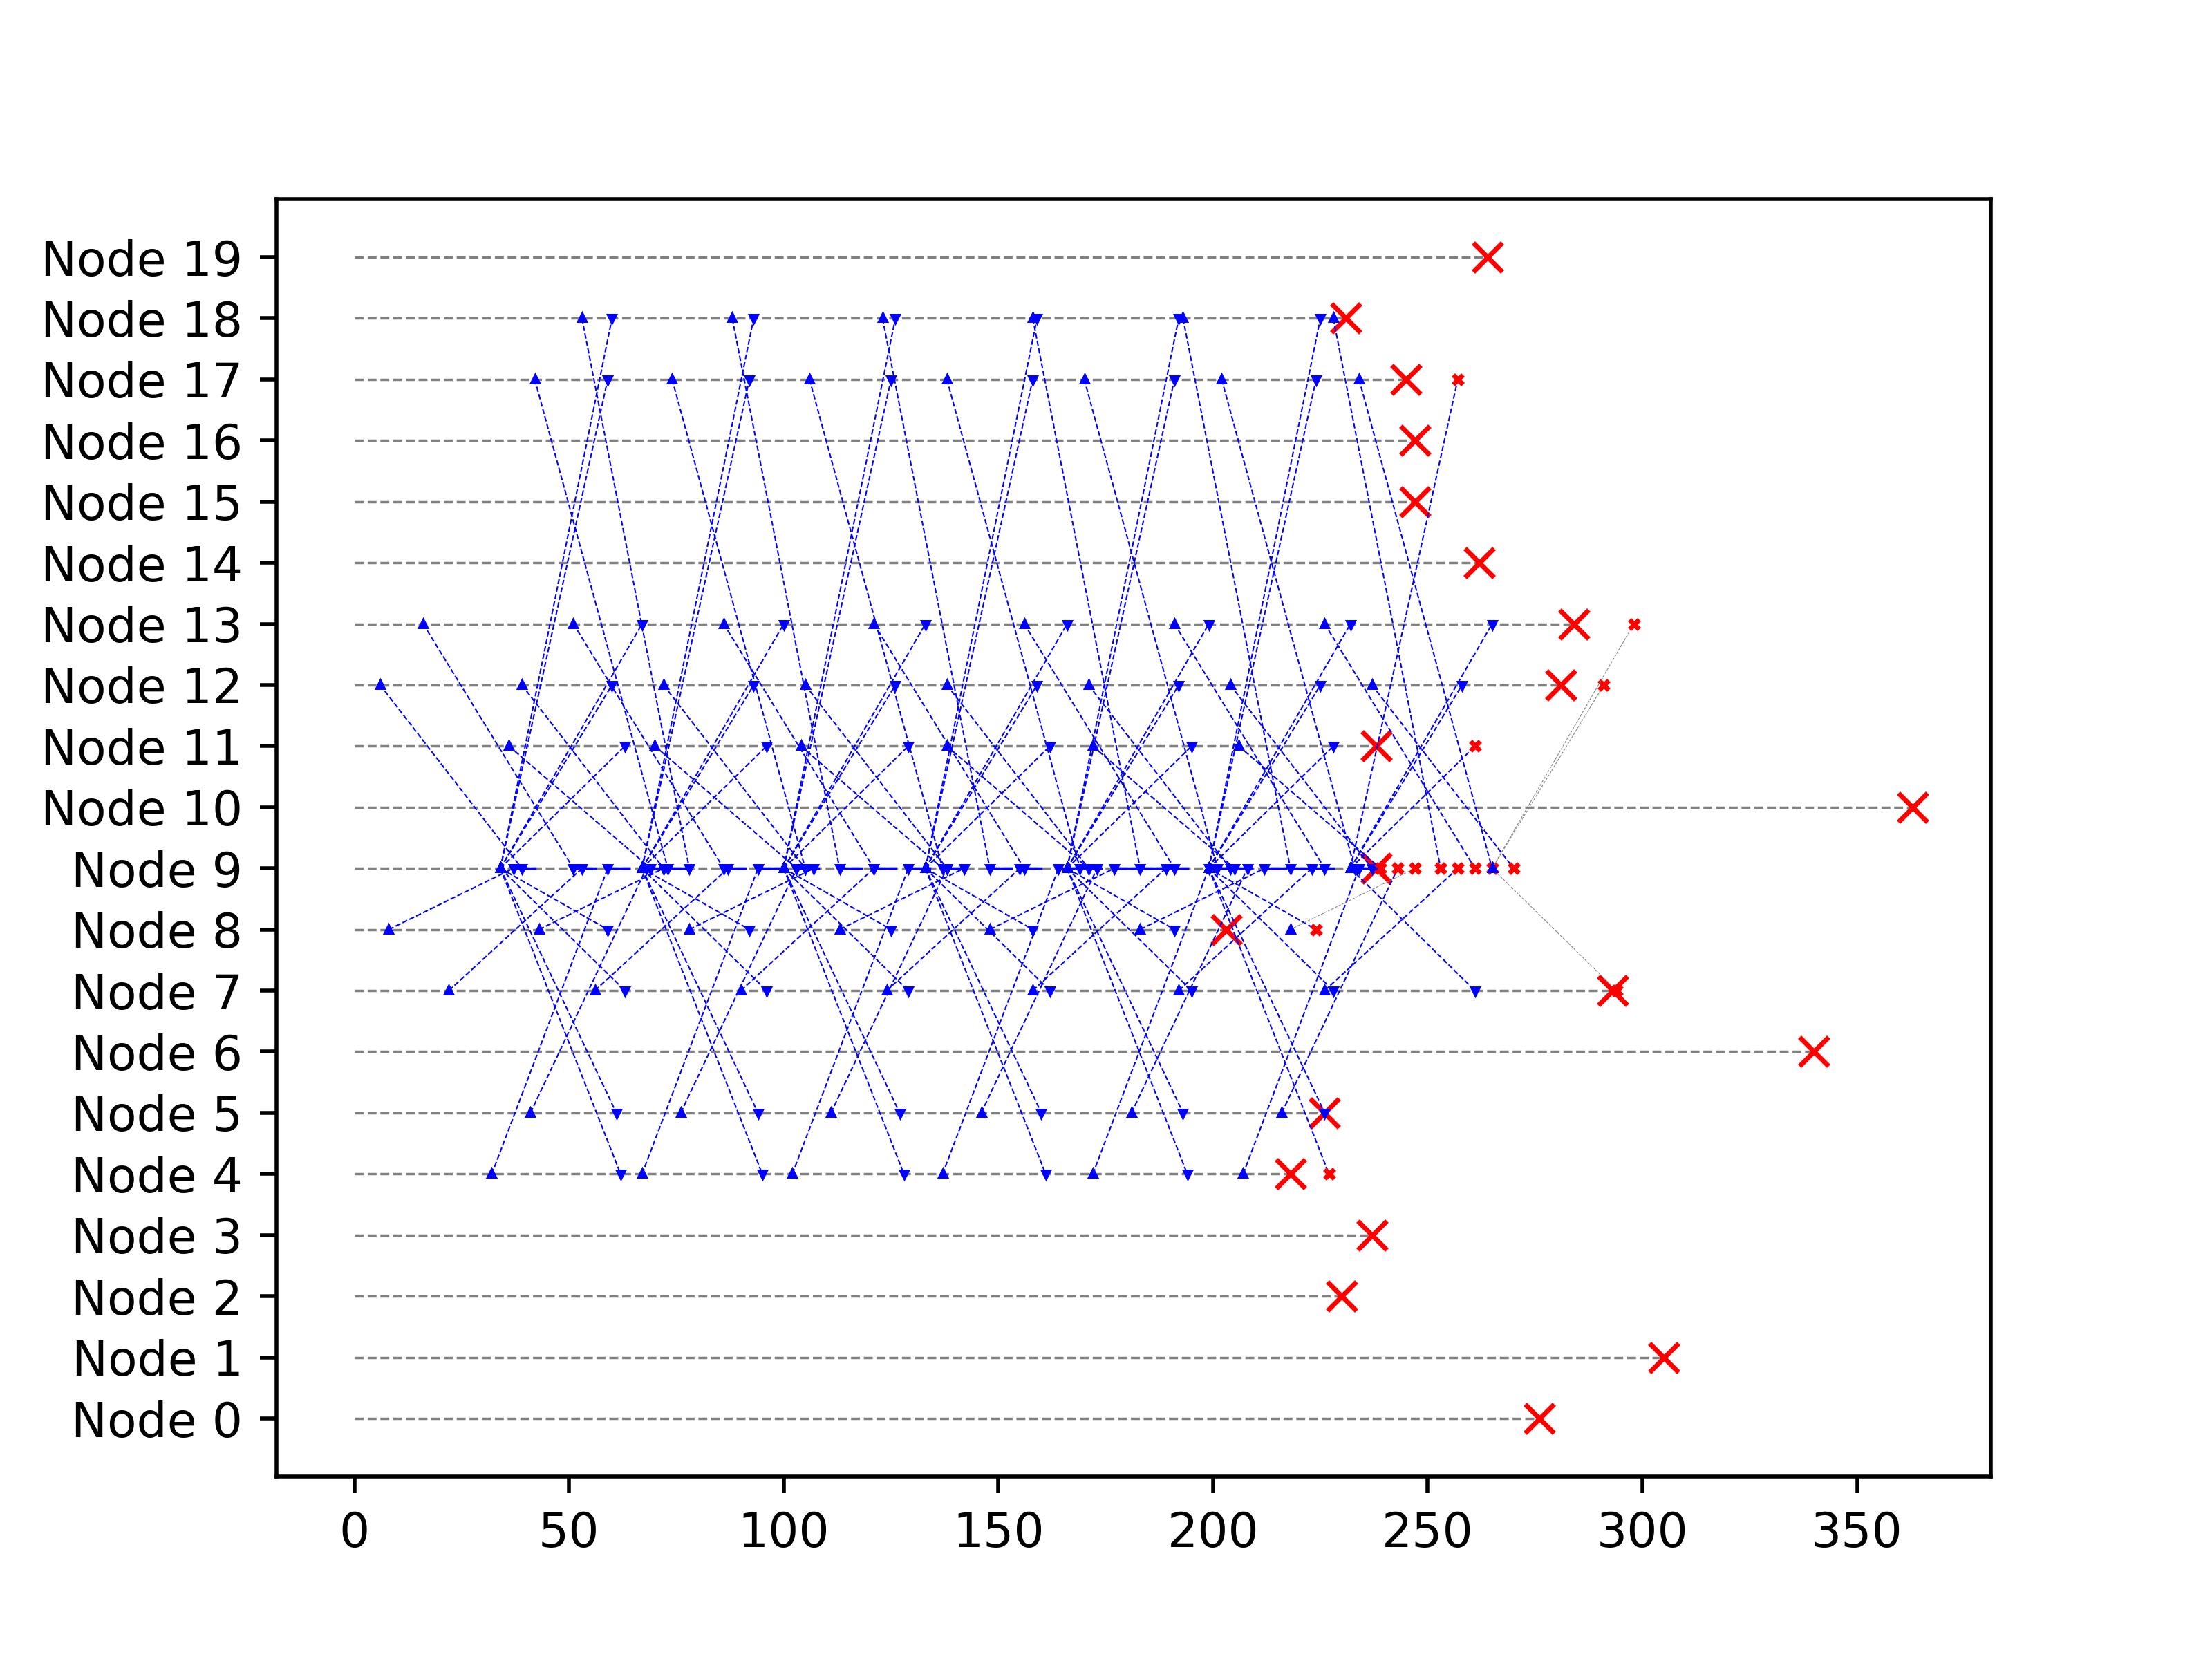 Node 19
Node 18
Node 17
Node 16
Node 15
Node 14
Node 13
Node 12
Node 11
Node 10
Node 9
Node 8
Node 7
Node 6
Node 5
Node 4
Node 3
Node 2
Node 1
Node 0
0 50 100 150 200 250 300 350